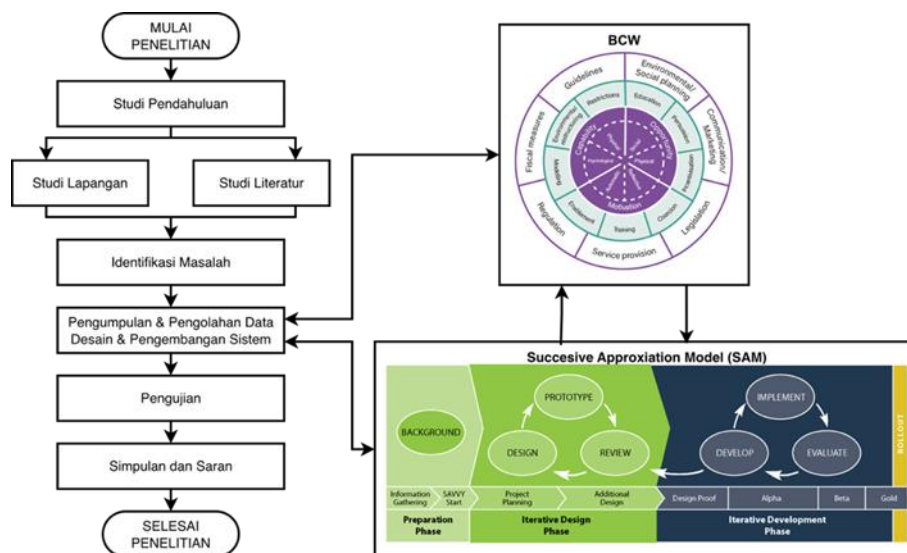 MULAI
PENELITIAN
Studi Pendahuluan
Studi Lapangan
Studi Literatur
Identifikasi Masalah
Pengumpulan & Pengolahan Data
Desain & Pengembangan Sistem
Pengujian
Simpulan dan Saran
SELESAI
PENELITIAN
BCW
Guidelines
Environmental/
Social planning
Communication/
Marketing
Legislation
Service provision
Regulation
Fiscal measures
Restrictions
Education
Persuasion
Incentivisation
Coercion
Training
Enablement
Modelling
Environmental
restructuring
Capability
Opportunity
Motivation
Physical
Social
Psychological
Succesive Approxiation Model (SAM)
BACKGROUND
PROTOTYPE
DESIGN
REVIEW
IMPLEMENT
DEVELOP
EVALUATE
ROLLOUT
Information
Gathering
SAVVY
Start
Project
Planning
Additional
Design
Design Proof
Alpha
Beta
Gold
Preparation
Phase
Iterative Design
Phase
Iterative Development
Phase